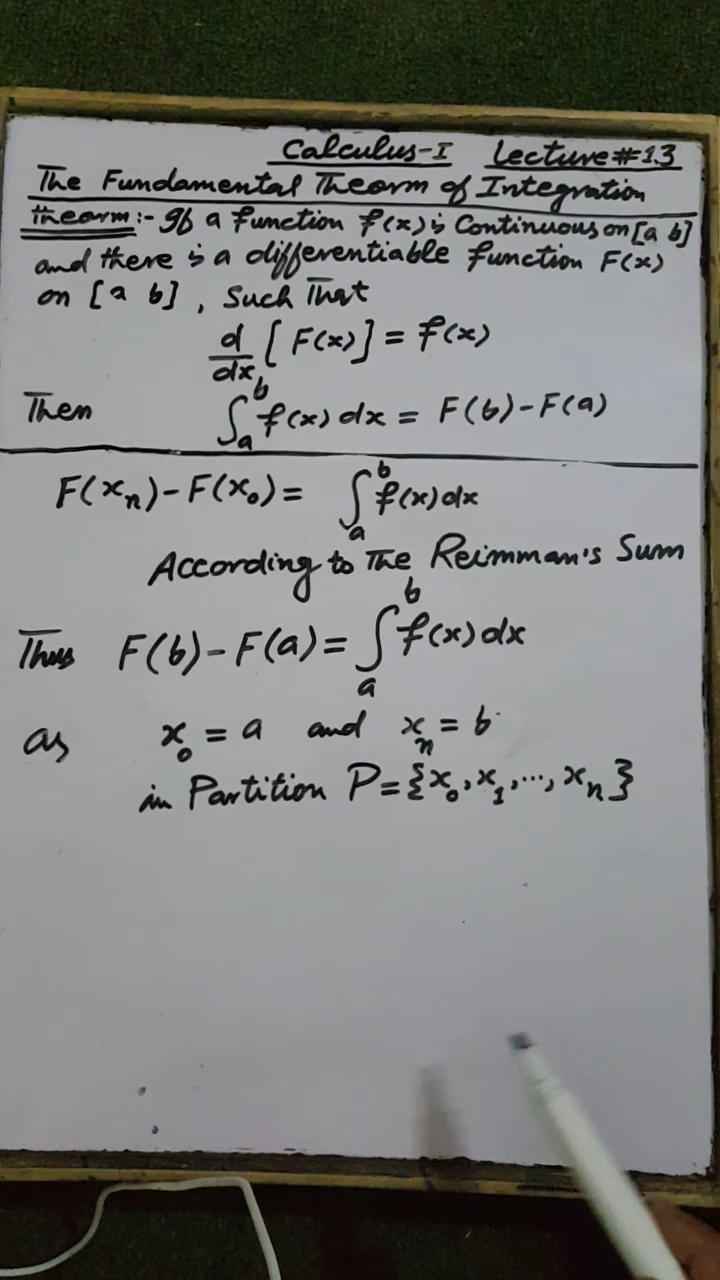 Calculus-I Lecture#13
The Fundamental Theorm of Integration
Theorm:- If a function f(x) is Continuous on [a b]
and there is a differentiable function F(x)
on [a b], Such That
d/dx [F(x)] = f(x)
Then ∫_a^b f(x) dx = F(b)-F(a)
F(x_n)-F(x_0) = ∫_a^b f(x)dx
According to The Reimman's Sum
Thus F(b)-F(a) = ∫_a^b f(x)dx
as x_0 = a and x_n = b
in Partition P={x_0,x_1,...,x_n}